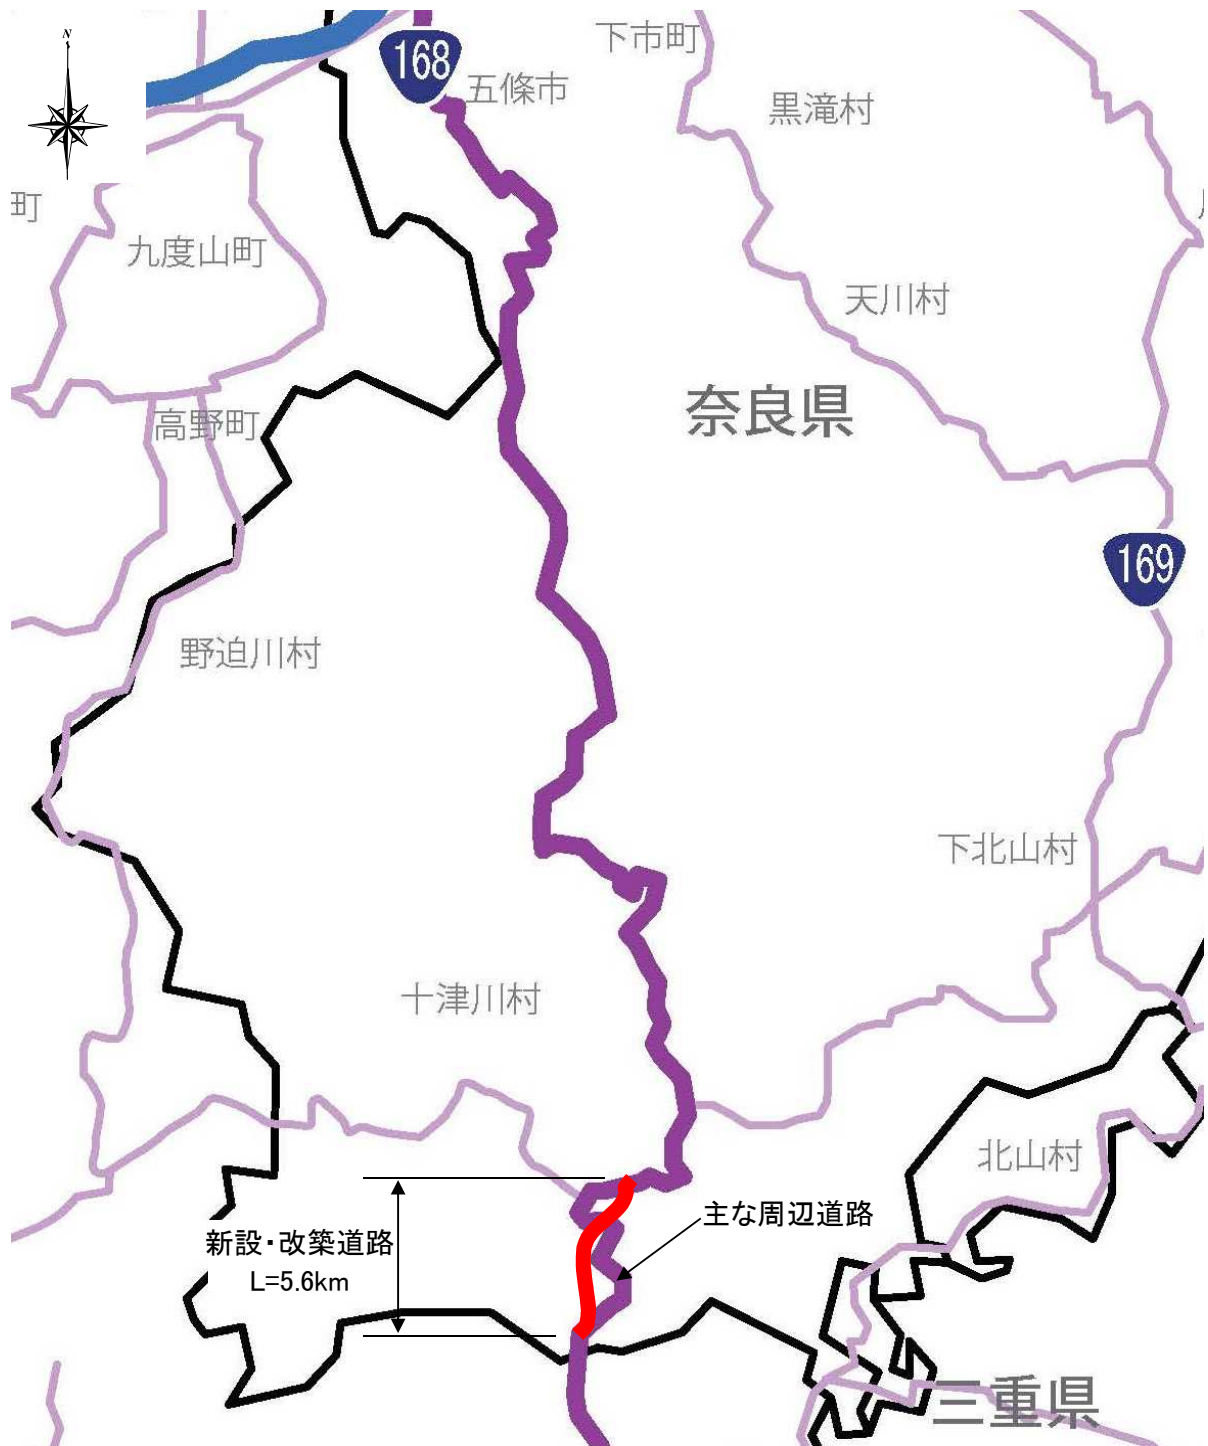 N
168
下市町
五條市
黒滝村
町
九度山町
天川村
奈良県
高野町
169
野迫川村
下北山村
十津川村
北山村
主な周辺道路
新設・改築道路
L=5.6km
三重県